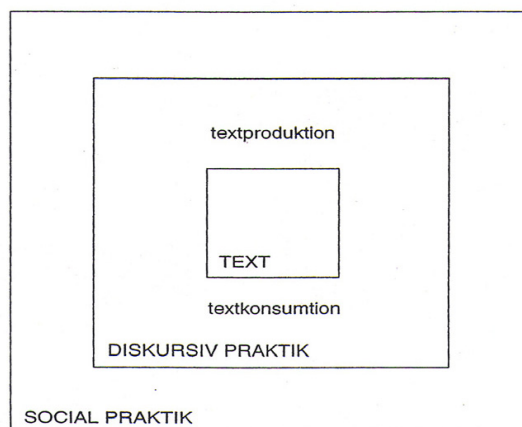 textproduktion
TEXT
textkonsumtion
DISKURSIV PRAKTIK
SOCIAL PRAKTIK